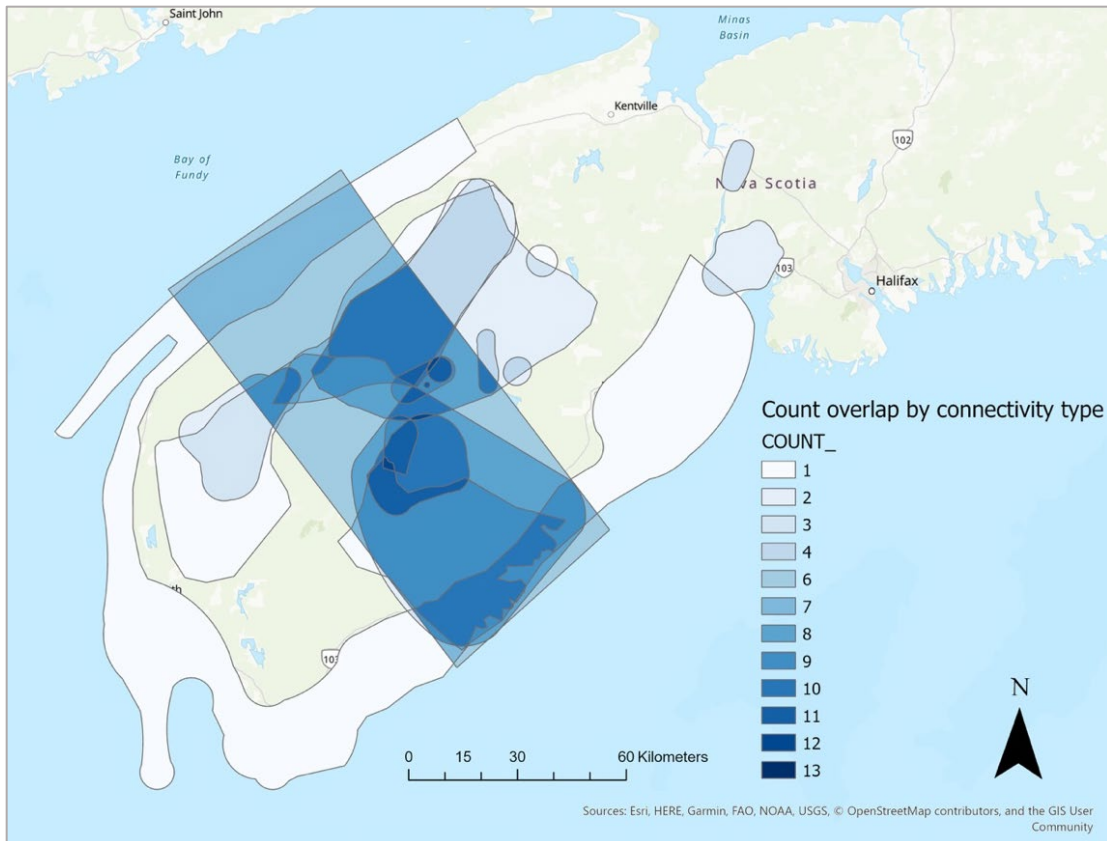 Saint John
Minas
Basin
Kentville
Bay of
Fundy
102
Nova Scotia
103
Halifax
Count overlap by connectivity type
COUNT_
1
2
3
4
6
7
8
9
10
11
12
13
103
N
0 15 30 60 Kilometers
Sources: Esri, HERE, Garmin, FAO, NOAA, USGS, © OpenStreetMap contributors, and the GIS User
Community